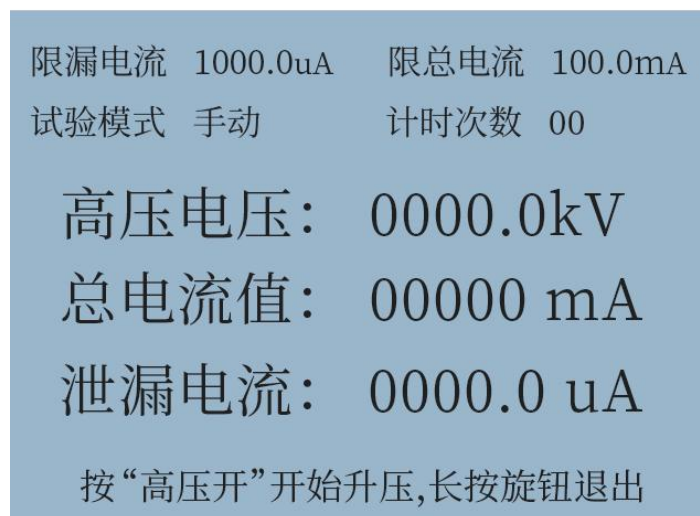 限漏电流 1000.0uA 限总电流 100.0mA
试验模式 手动 计时次数 00
高压电压： 0000.0kV
总电流值： 00000 mA
泄漏电流： 0000.0 uA
按“高压开”开始升压,长按旋钮退出